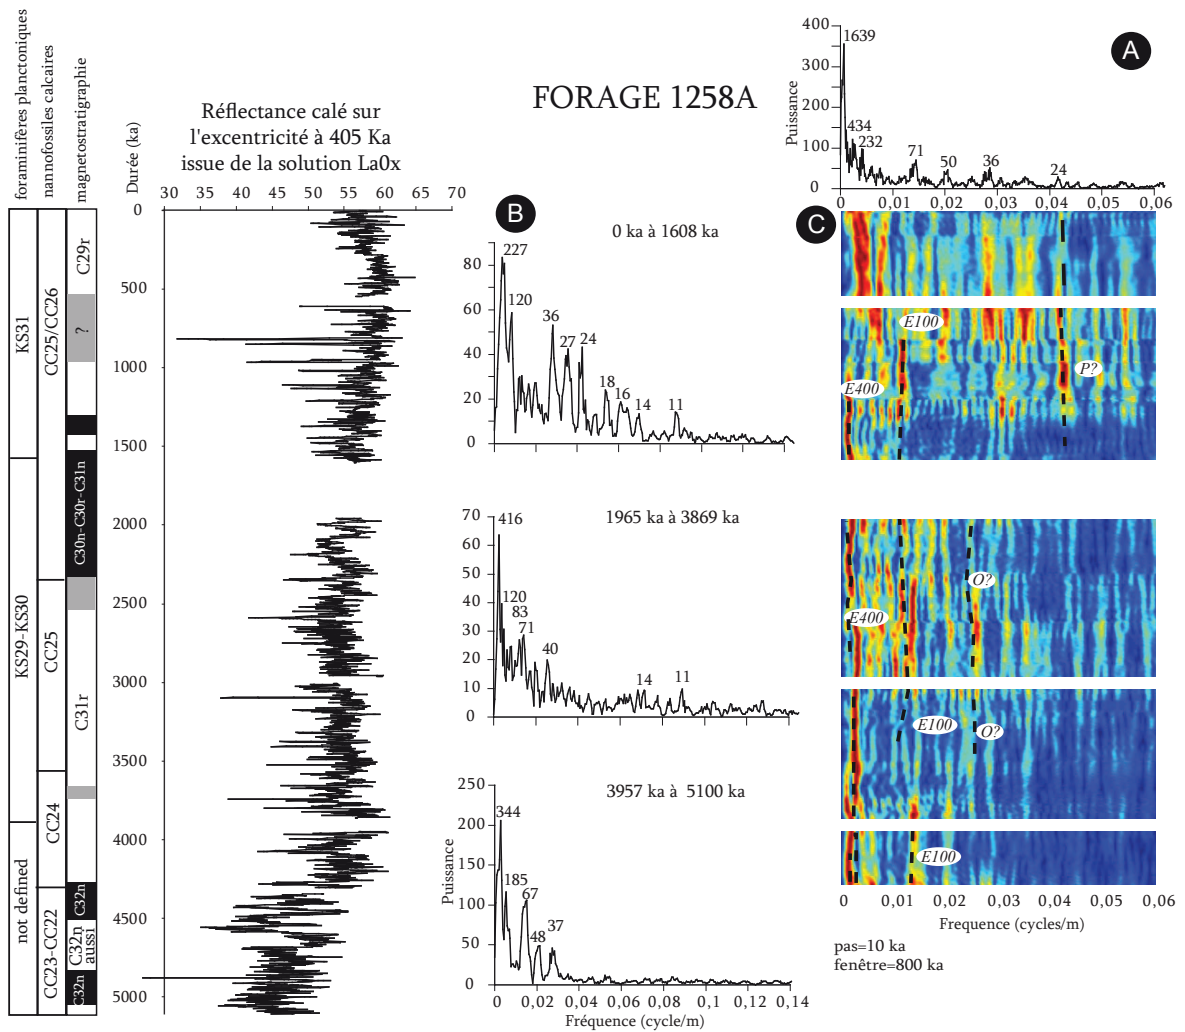 FORAGE 1258A
foraminifères planctoniques
nannofossiles calcaires
magnetostratigraphie
Durée (ka)
Réflectance calé sur
l'excentricité à 405 Ka
issue de la solution La0x
30 35 40 45 50 55 60 65 70
0
500
1000
1500
2000
2500
3000
3500
4000
4500
5000
KS31
KS29-KS30
not defined
CC25/CC26
CC25
CC24
CC23-CC22
C29r
?
C30n-C30r-C31n
C31r
C32n
C32n
aussi
C32n
A
Puissance
400
300
200
100
0
1639
434
232
71
50
36
24
0 0,01 0,02 0,03 0,04 0,05 0,06
B
0 ka à 1608 ka
80
60
40
20
0
227
120
36
27
24
18
16
14
11
1965 ka à 3869 ka
70
60
50
40
30
20
10
0
416
120
83
71
40
14
11
3957 ka à 5100 ka
Puissance
250
200
150
100
50
0
344
185
67
48
37
0 0,02 0,04 0,06 0,08 0,1 0,12 0,14
Fréquence (cycle/m)
C
E100
E400
P?
O?
E400
E100
O?
E100
0 0,01 0,02 0,03 0,04 0,05 0,06
Frequence (cycles/m)
pas=10 ka
fenêtre=800 ka